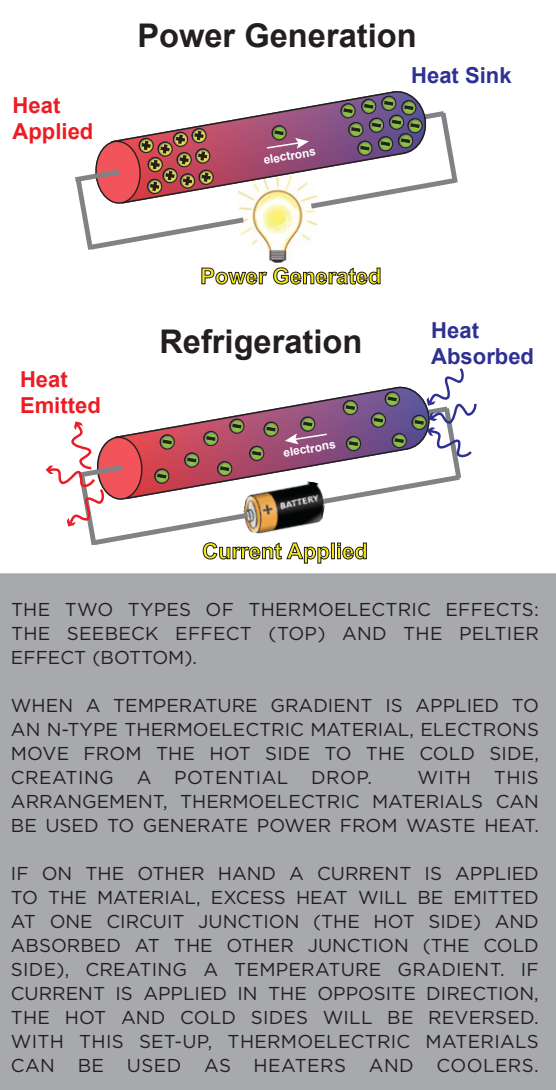 Power Generation
Heat Sink
Heat
Applied
electrons
Power Generated
Refrigeration
Heat
Absorbed
Heat
Emitted
electrons
+ BATTERY
Current Applied
THE TWO TYPES OF THERMOELECTRIC EFFECTS:
THE SEEBECK EFFECT (TOP) AND THE PELTIER
EFFECT (BOTTOM).
WHEN A TEMPERATURE GRADIENT IS APPLIED TO
AN N-TYPE THERMOELECTRIC MATERIAL, ELECTRONS
MOVE FROM THE HOT SIDE TO THE COLD SIDE,
CREATING A POTENTIAL DROP. WITH THIS
ARRANGEMENT, THERMOELECTRIC MATERIALS CAN
BE USED TO GENERATE POWER FROM WASTE HEAT.
IF ON THE OTHER HAND A CURRENT IS APPLIED
TO THE MATERIAL, EXCESS HEAT WILL BE EMITTED
AT ONE CIRCUIT JUNCTION (THE HOT SIDE) AND
ABSORBED AT THE OTHER JUNCTION (THE COLD
SIDE), CREATING A TEMPERATURE GRADIENT. IF
CURRENT IS APPLIED IN THE OPPOSITE DIRECTION,
THE HOT AND COLD SIDES WILL BE REVERSED.
WITH THIS SET-UP, THERMOELECTRIC MATERIALS
CAN BE USED AS HEATERS AND COOLERS.